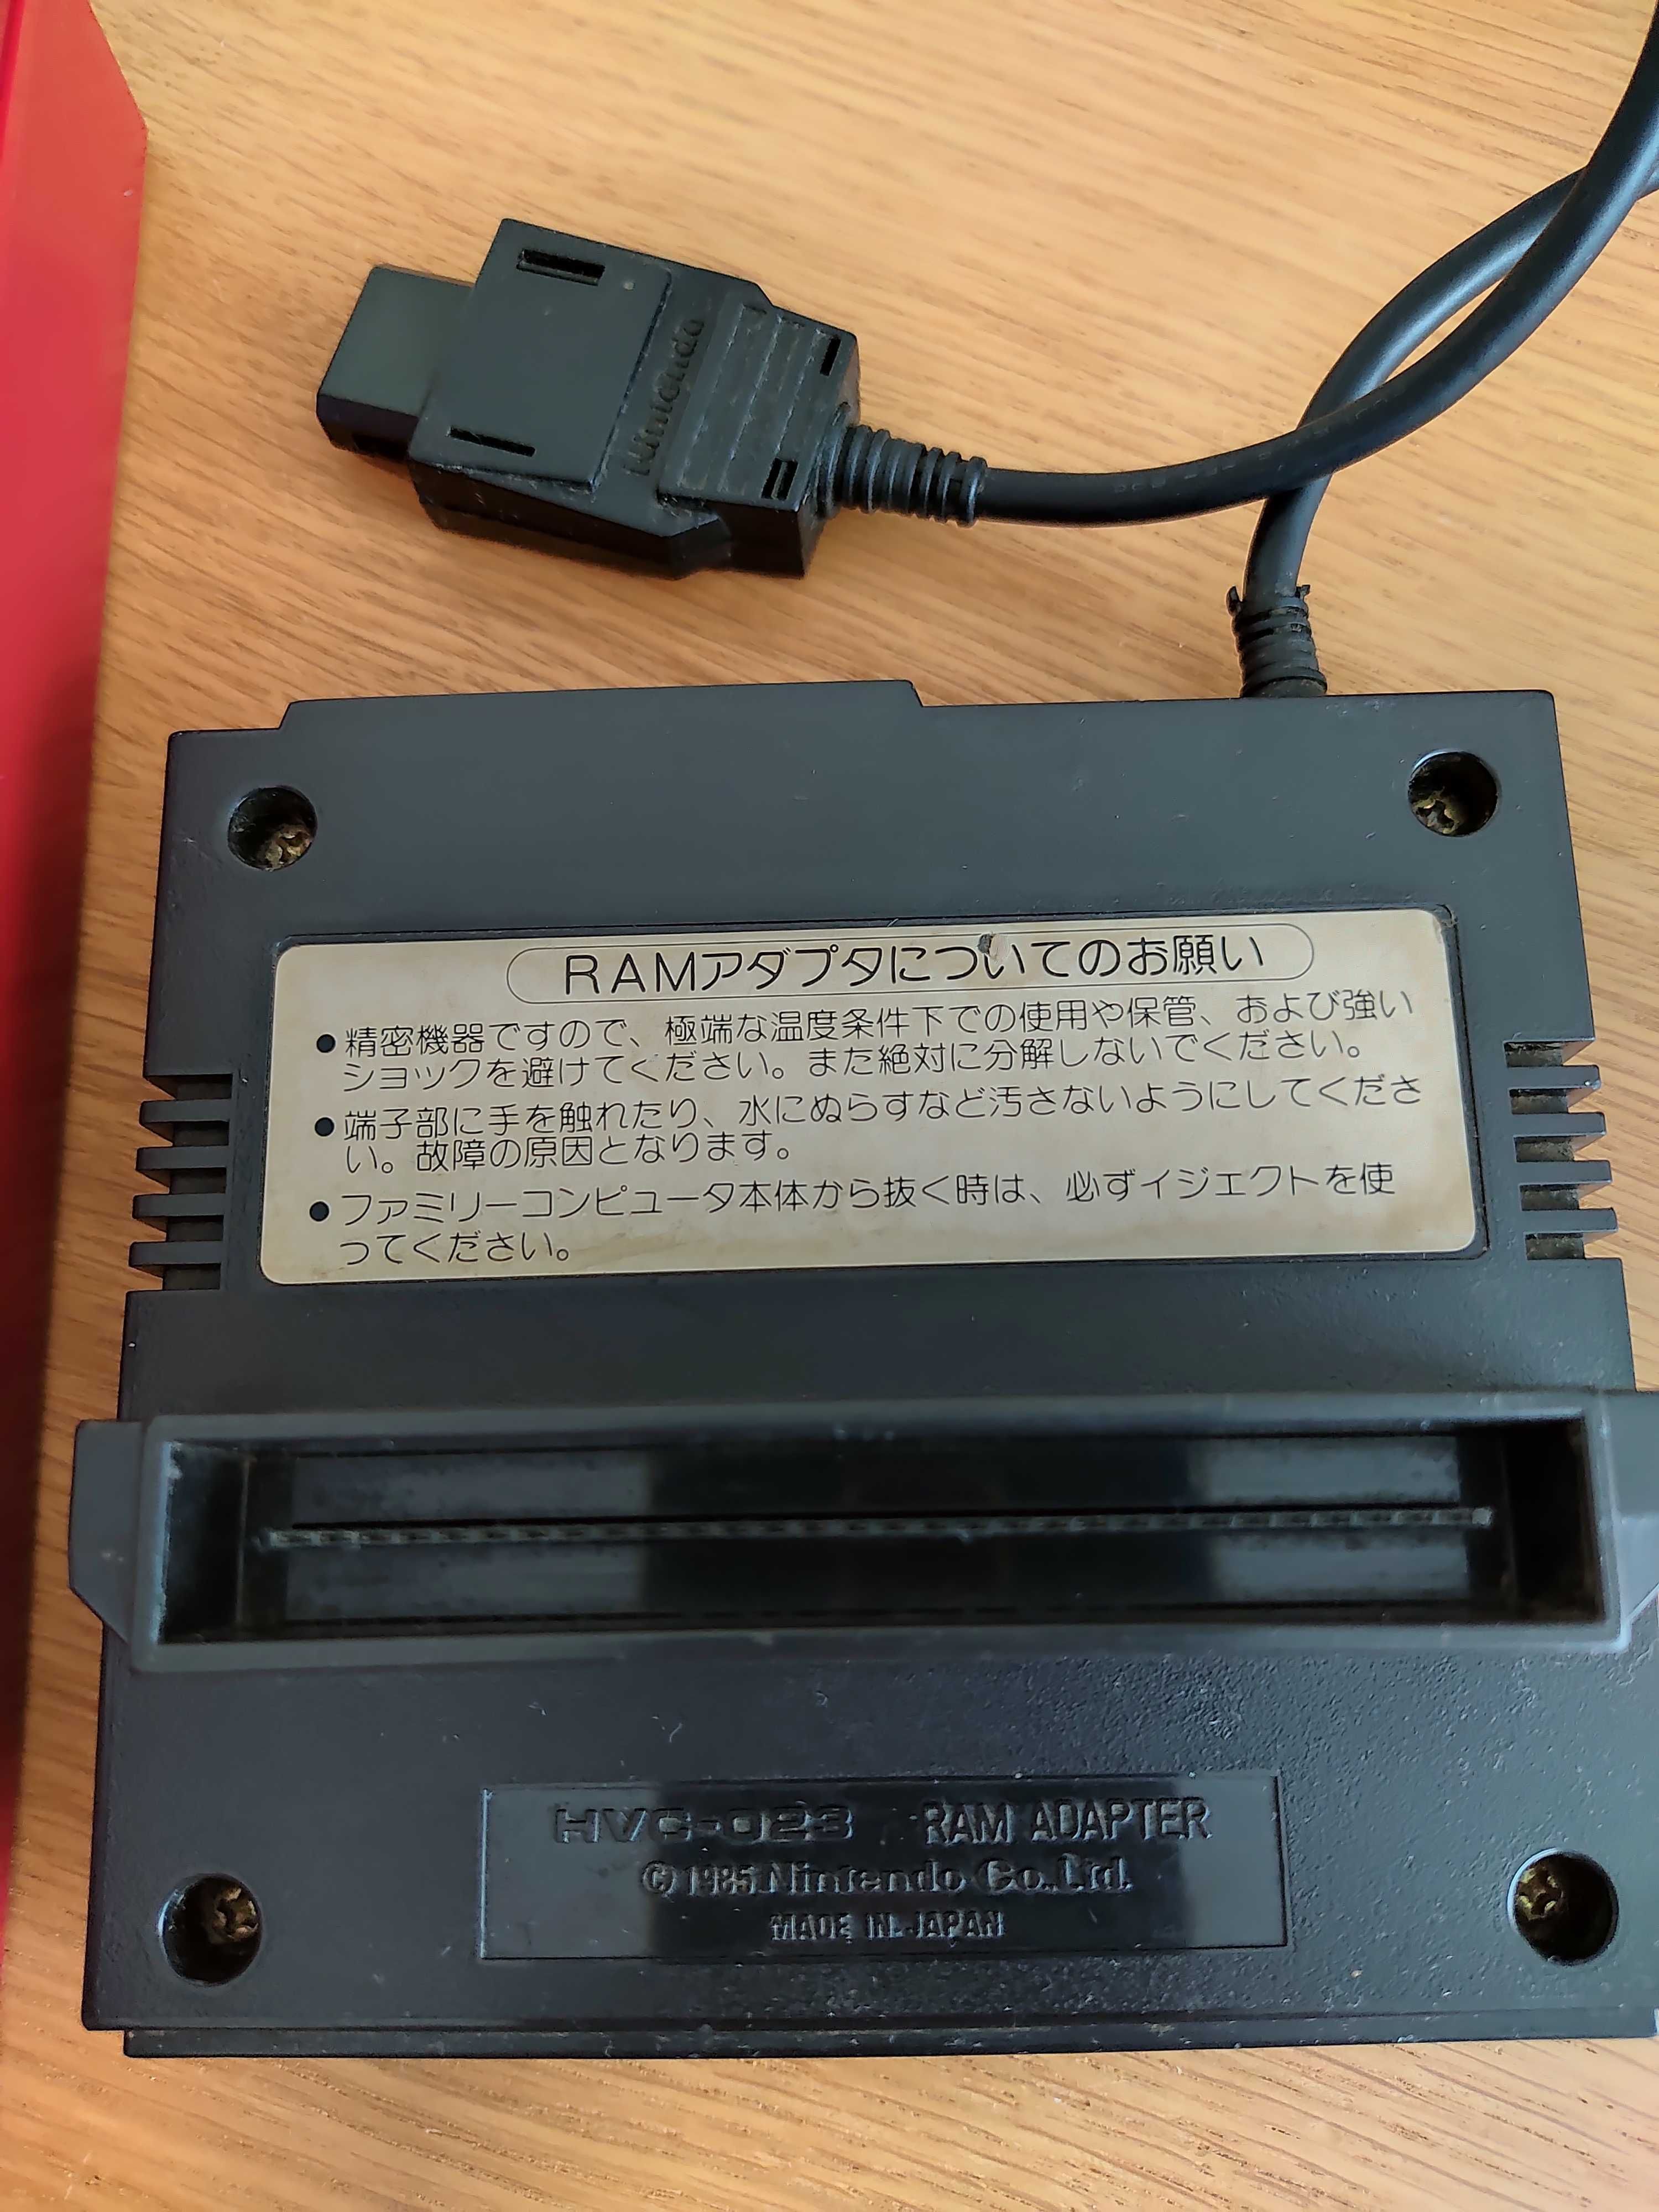 Nintendo
RAMアダプタについてのお願い
●精密機器ですので、極端な温度条件下での使用や保管、および強い
ショックを避けてください。また絶対に分解しないでください。
●端子部に手を触れたり、水にぬらすなど汚さないようにしてくださ
い。故障の原因となります。
●ファミリーコンピュータ本体から抜く時は、必ずイジェクトを使
ってください。
HVC-023 RAM ADAPTER
©1985 Nintendo Co.,Ltd.
MADE IN JAPAN